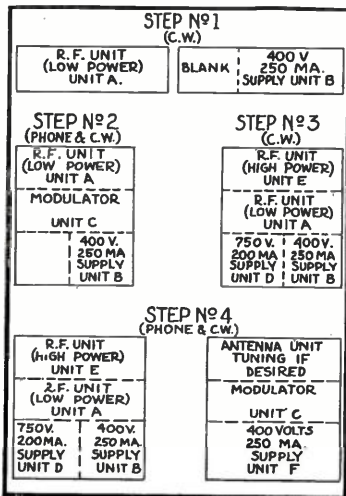 STEP Nº1
(C.W.)
R.F. UNIT
(LOW POWER)
UNIT A.
BLANK
400 V
250 MA.
SUPPLY UNIT B
STEP Nº2
(PHONE & C.W.)
R.F. UNIT
(LOW POWER)
UNIT A
MODULATOR
UNIT C
400 V.
250 MA
SUPPLY
UNIT B
STEP Nº3
(C.W.)
R.F. UNIT
(HIGH POWER)
UNIT E
R.F. UNIT
(LOW POWER)
UNIT A
750 V.
200 MA
SUPPLY
UNIT D
400V.
250 MA
SUPPLY
UNIT B
STEP Nº4
(PHONE & C.W.)
R.F. UNIT
(HIGH POWER)
UNIT E
R.F. UNIT
(LOW POWER)
UNIT A
750V.
200MA.
SUPPLY
UNIT D
400V.
250 MA.
SUPPLY
UNIT B
ANTENNA UNIT
TUNING IF
DESIRED
MODULATOR
UNIT C
400 VOLTS
250 MA.
SUPPLY
UNIT F